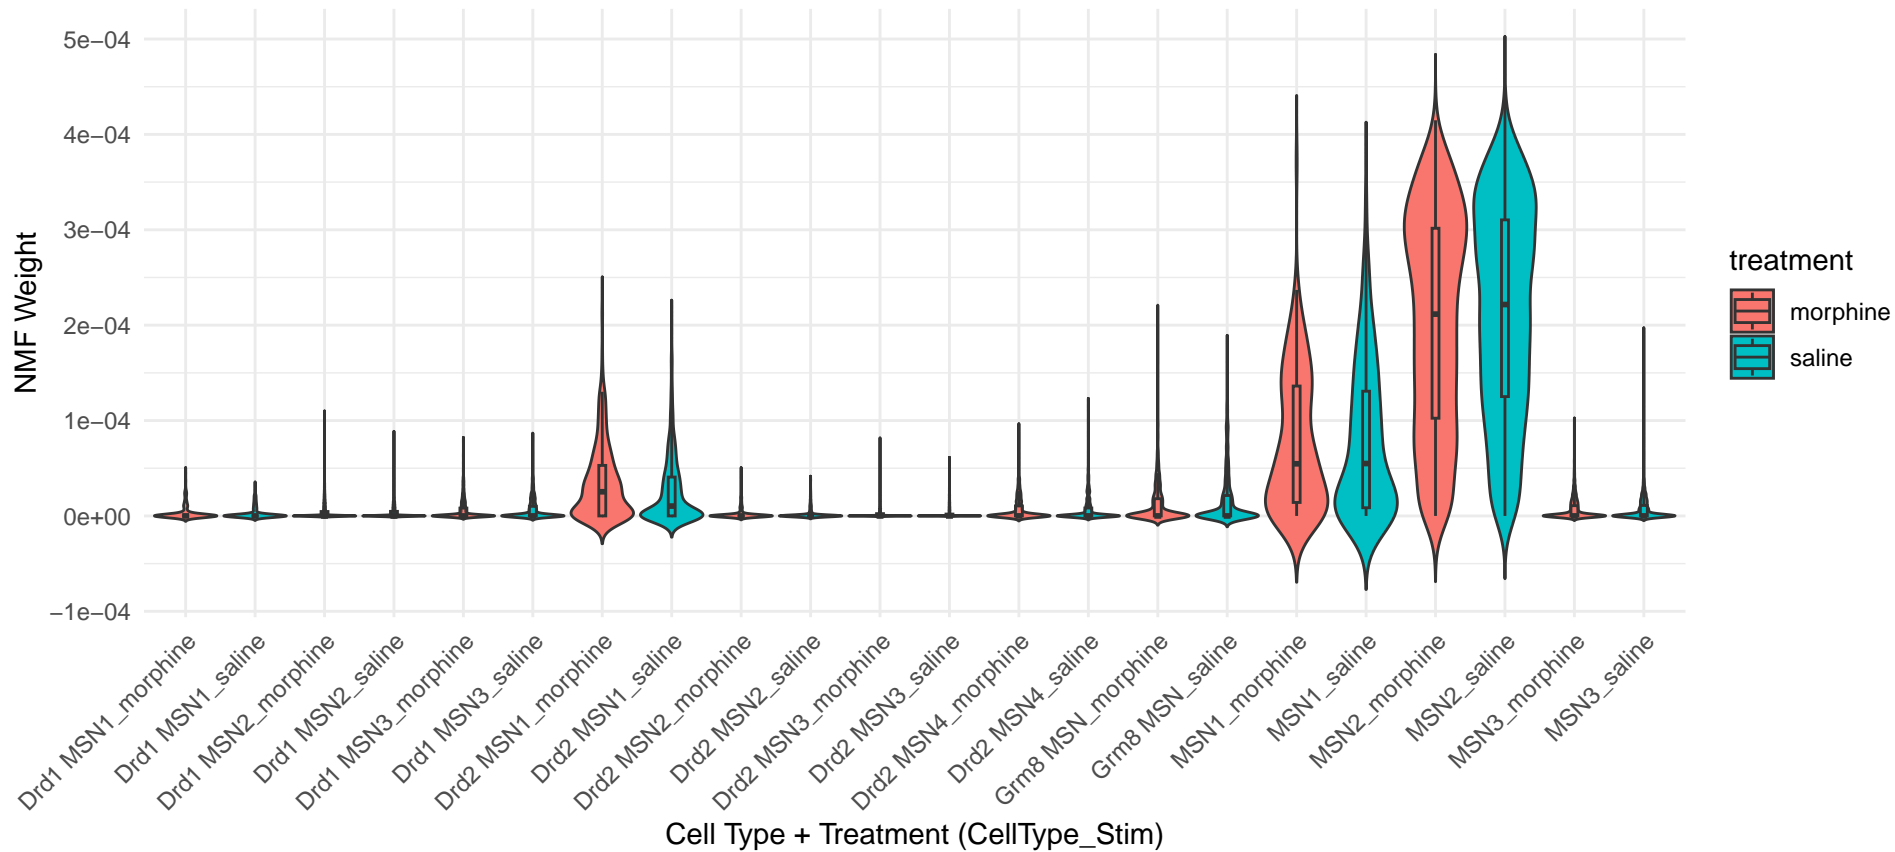 5e−04
4e−04
3e−04
2e−04
1e−04
0e+00
−1e−04
NMF Weight
Drd1 MSN1_morphine
Drd1 MSN1_saline
Drd1 MSN2_morphine
Drd1 MSN2_saline
Drd1 MSN3_morphine
Drd1 MSN3_saline
Drd2 MSN1_morphine
Drd2 MSN1_saline
Drd2 MSN2_morphine
Drd2 MSN2_saline
Drd2 MSN3_morphine
Drd2 MSN3_saline
Drd2 MSN4_morphine
Drd2 MSN4_saline
Grm8 MSN_morphine
Grm8 MSN_saline
MSN1_morphine
MSN1_saline
MSN2_morphine
MSN2_saline
MSN3_morphine
MSN3_saline
Cell Type + Treatment (CellType_Stim)
treatment
morphine
saline